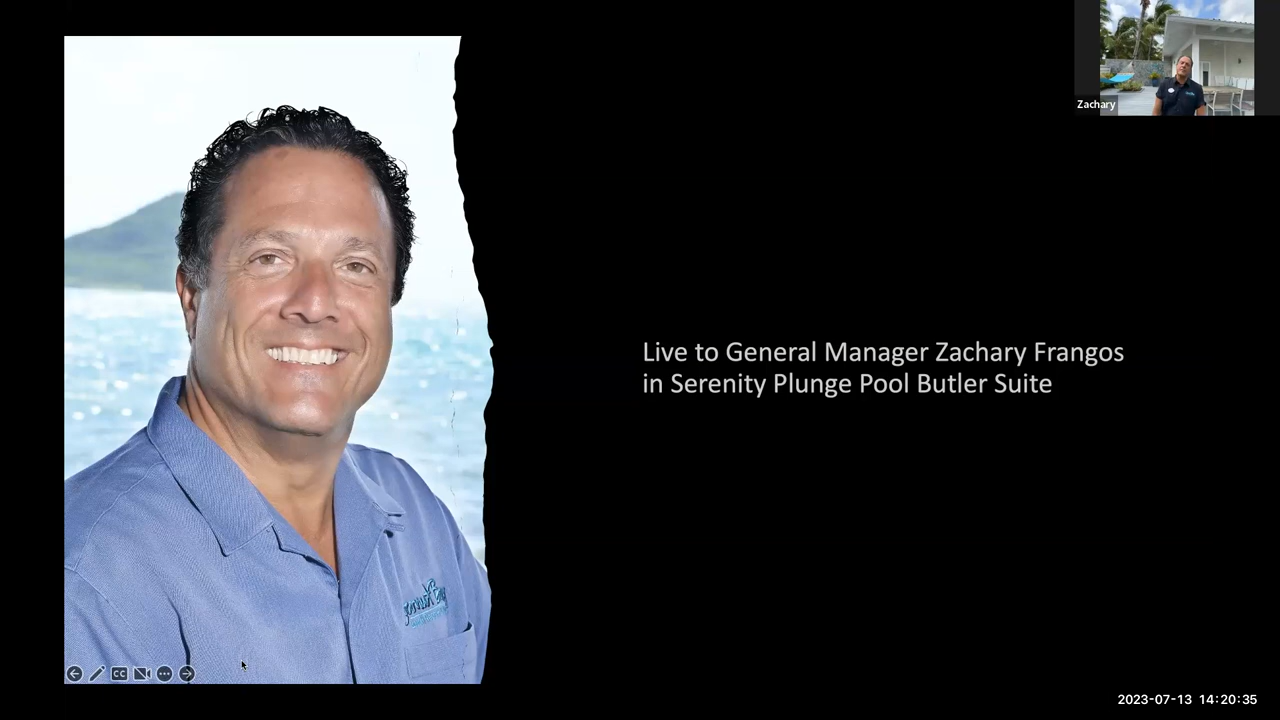 Zachary
Live to General Manager Zachary Frangos
in Serenity Plunge Pool Butler Suite
CC
2023-07-13 14:20:35